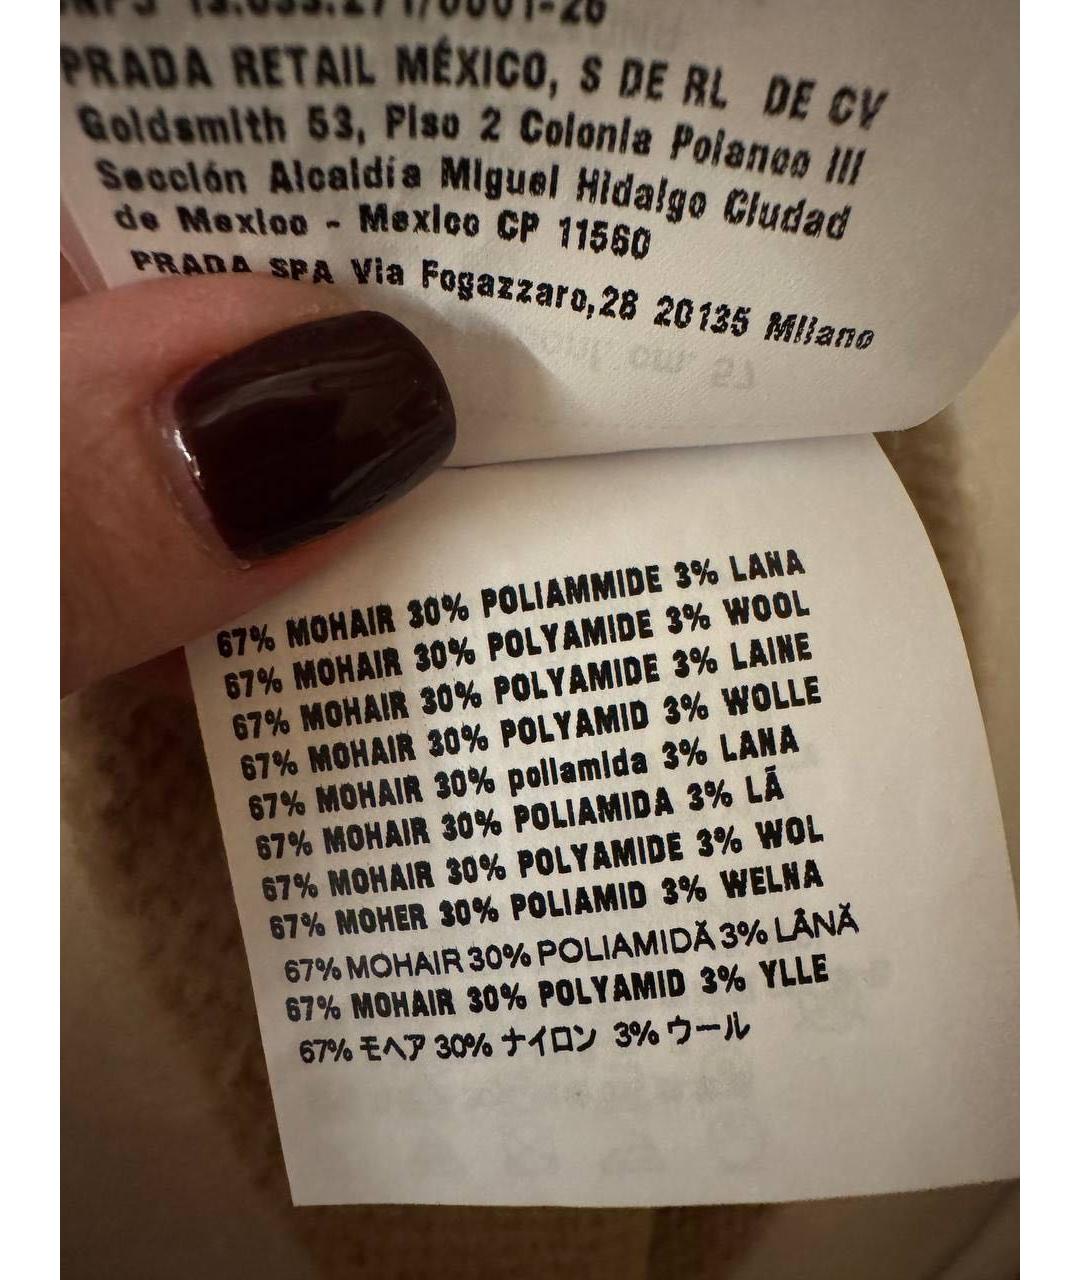 PRADA RETAIL MÉXICO, S DE RL DE CV
Goldsmith 53, Piso 2 Colonia Polanco III
Sección Alcaldía Miguel Hidalgo Ciudad
de Mexico - Mexico CP 11560
PRADA SPA Via Fogazzaro,28 20135 Milano
67% MOHAIR 30% POLIAMMIDE 3% LANA
67% MOHAIR 30% POLYAMIDE 3% WOOL
67% MOHAIR 30% POLYAMIDE 3% LAINE
67% MOHAIR 30% POLYAMID 3% WOLLE
67% MOHAIR 30% poliamida 3% LANA
67% MOHAIR 30% POLIAMIDA 3% LÃ
67% MOHAIR 30% POLYAMIDE 3% WOL
67% MOHER 30% POLIAMID 3% WEŁNA
67% MOHAIR 30% POLIAMIDĂ 3% LÂNĂ
67% MOHAIR 30% POLYAMID 3% YLLE
67% モヘア 30% ナイロン 3% ウール